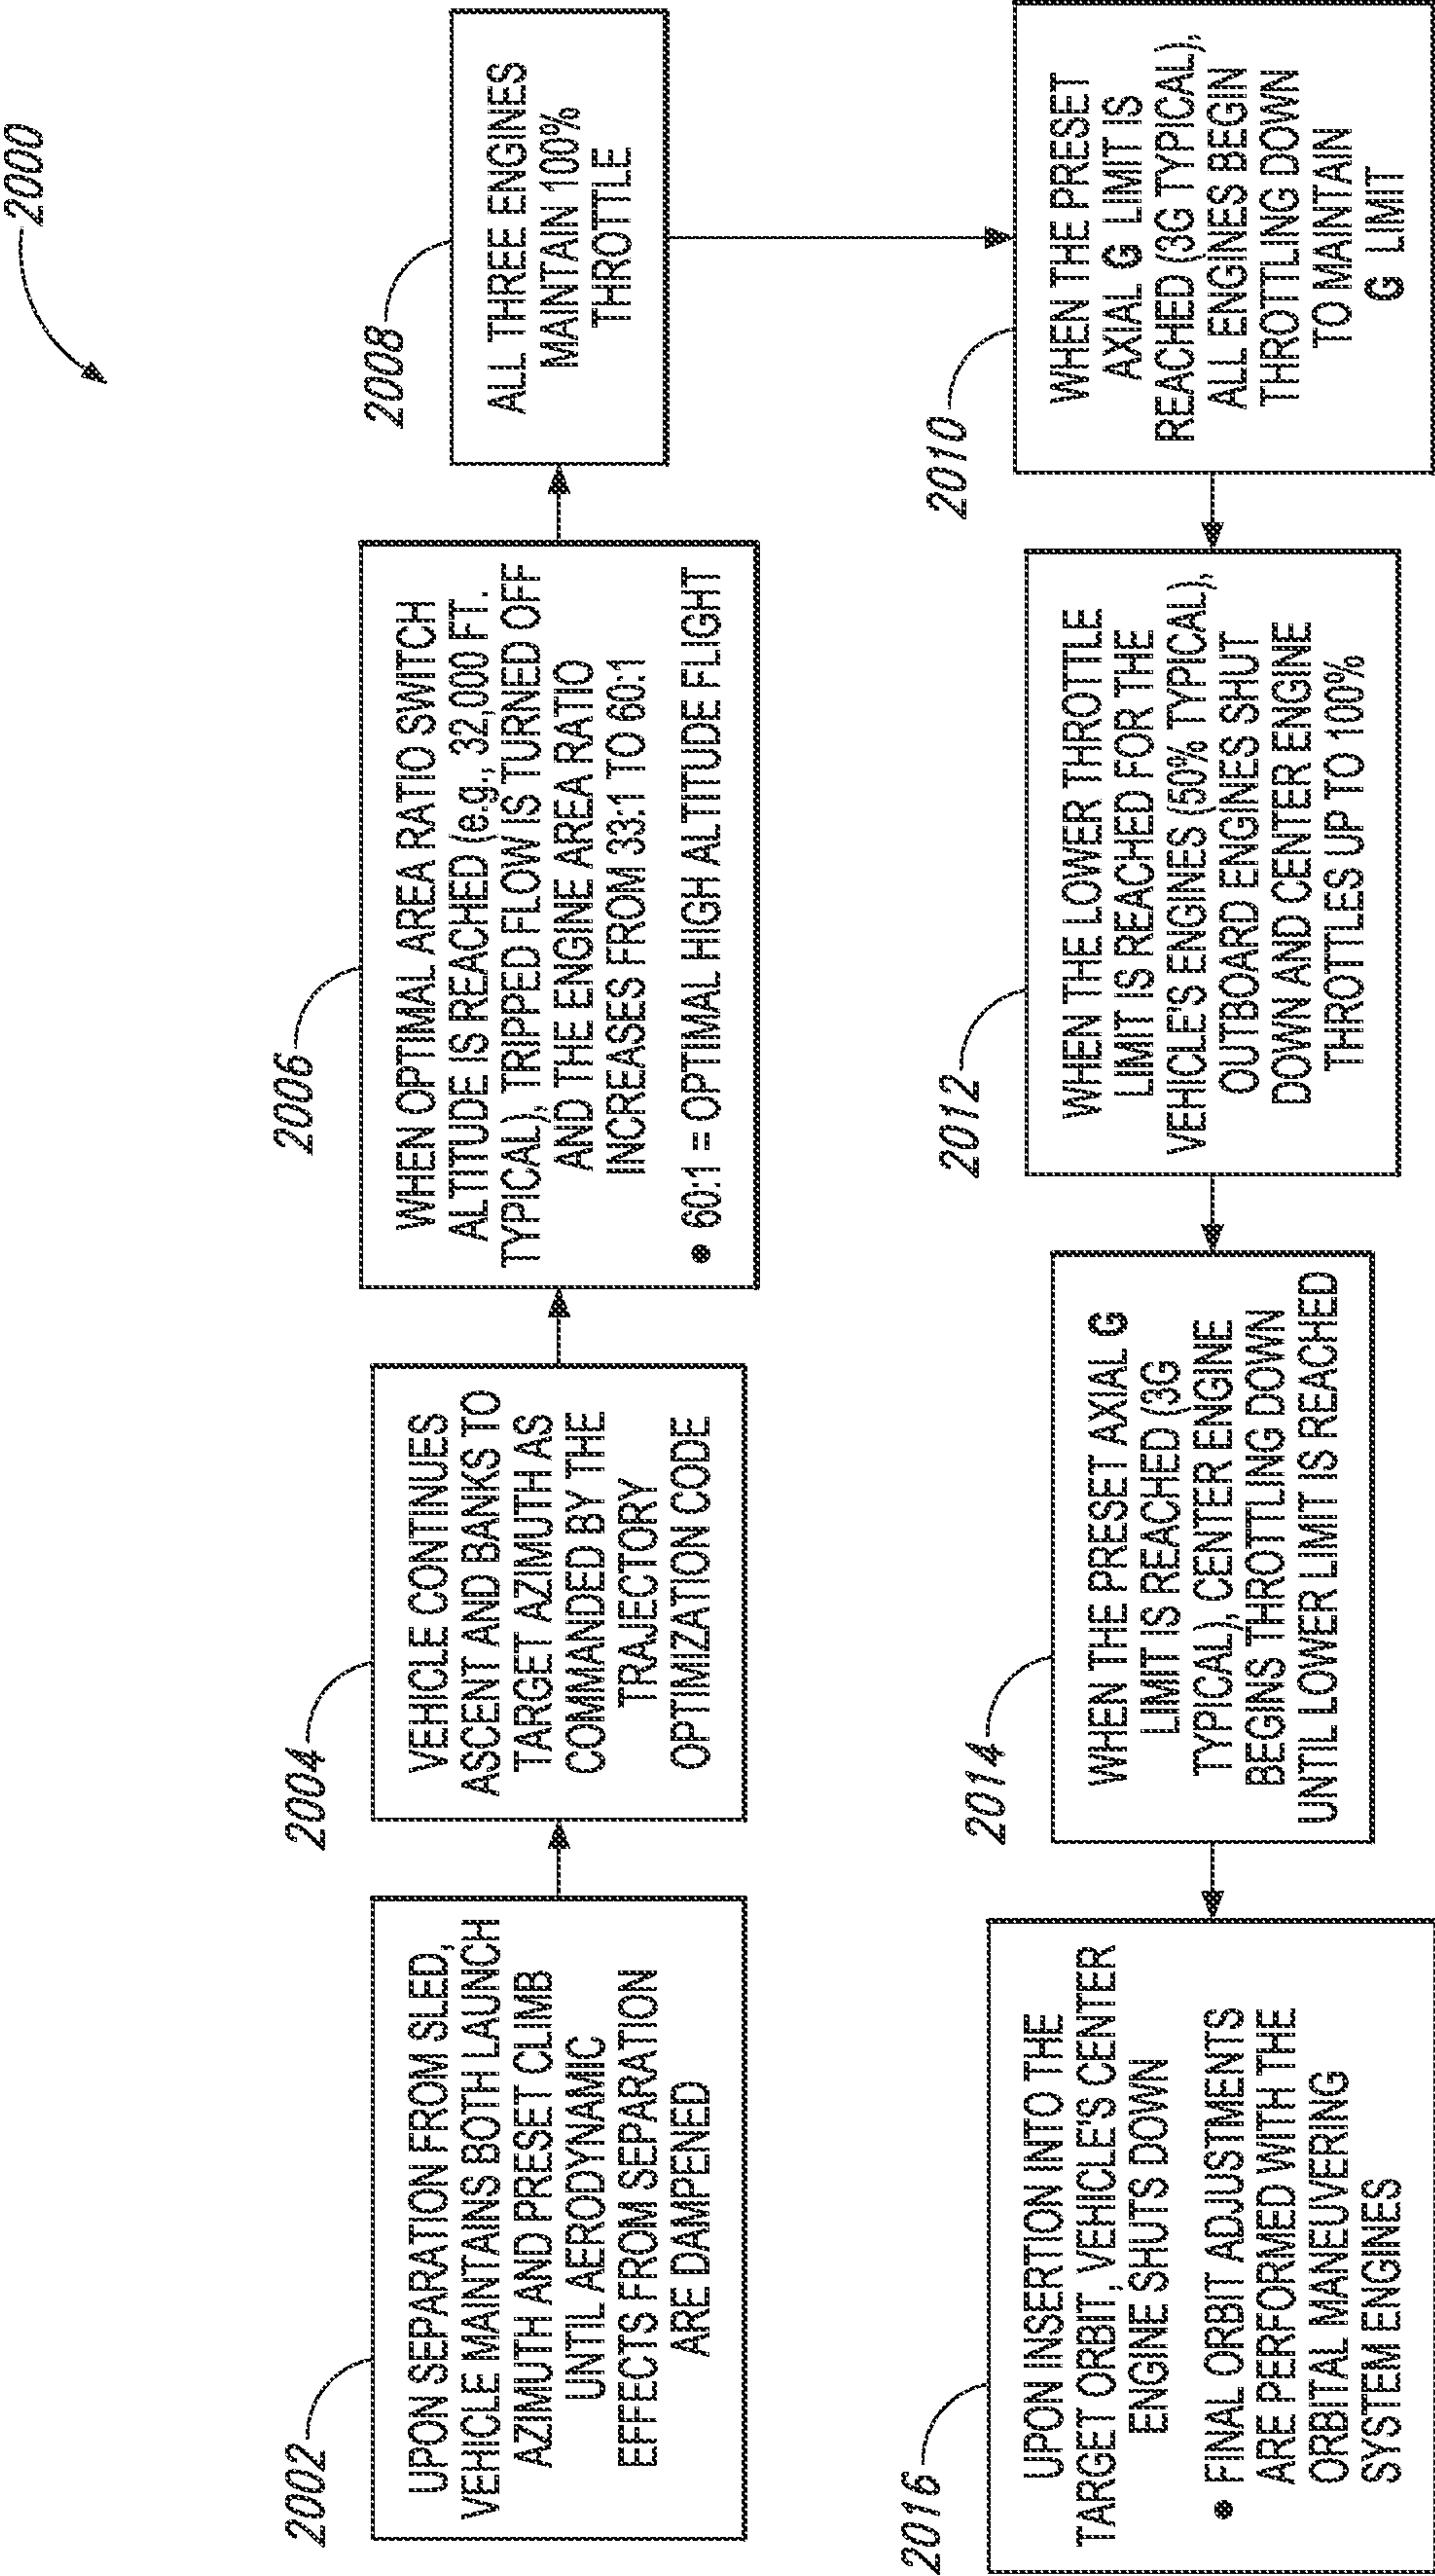 2000
2002
UPON SEPARATION FROM SLED,
VEHICLE MAINTAINS BOTH LAUNCH
AZIMUTH AND PRESET CLIMB
UNTIL AERODYNAMIC
EFFECTS FROM SEPARATION
ARE DAMPENED
2004
VEHICLE CONTINUES
ASCENT AND BANKS TO
TARGET AZIMUTH AS
COMMANDED BY THE
TRAJECTORY
OPTIMIZATION CODE
2006
WHEN OPTIMAL AREA RATIO SWITCH
ALTITUDE IS REACHED (e.g., 32,000 FT.
TYPICAL), TRIPPED FLOW IS TURNED OFF
AND THE ENGINE AREA RATIO
INCREASES FROM 33:1 TO 60:1
• 60:1 = OPTIMAL HIGH ALTITUDE FLIGHT
2008
ALL THREE ENGINES
MAINTAIN 100%
THROTTLE
2010
WHEN THE PRESET
AXIAL G LIMIT IS
REACHED (3G TYPICAL),
ALL ENGINES BEGIN
THROTTLING DOWN
TO MAINTAIN
G LIMIT
2012
WHEN THE LOWER THROTTLE
LIMIT IS REACHED FOR THE
VEHICLE'S ENGINES (50% TYPICAL),
OUTBOARD ENGINES SHUT
DOWN AND CENTER ENGINE
THROTTLES UP TO 100%
2014
WHEN THE PRESET AXIAL G
LIMIT IS REACHED (3G
TYPICAL), CENTER ENGINE
BEGINS THROTTLING DOWN
UNTIL LOWER LIMIT IS REACHED
2016
UPON INSERTION INTO THE
TARGET ORBIT, VEHICLE'S CENTER
ENGINE SHUTS DOWN
• FINAL ORBIT ADJUSTMENTS
ARE PERFORMED WITH THE
ORBITAL MANEUVERING
SYSTEM ENGINES